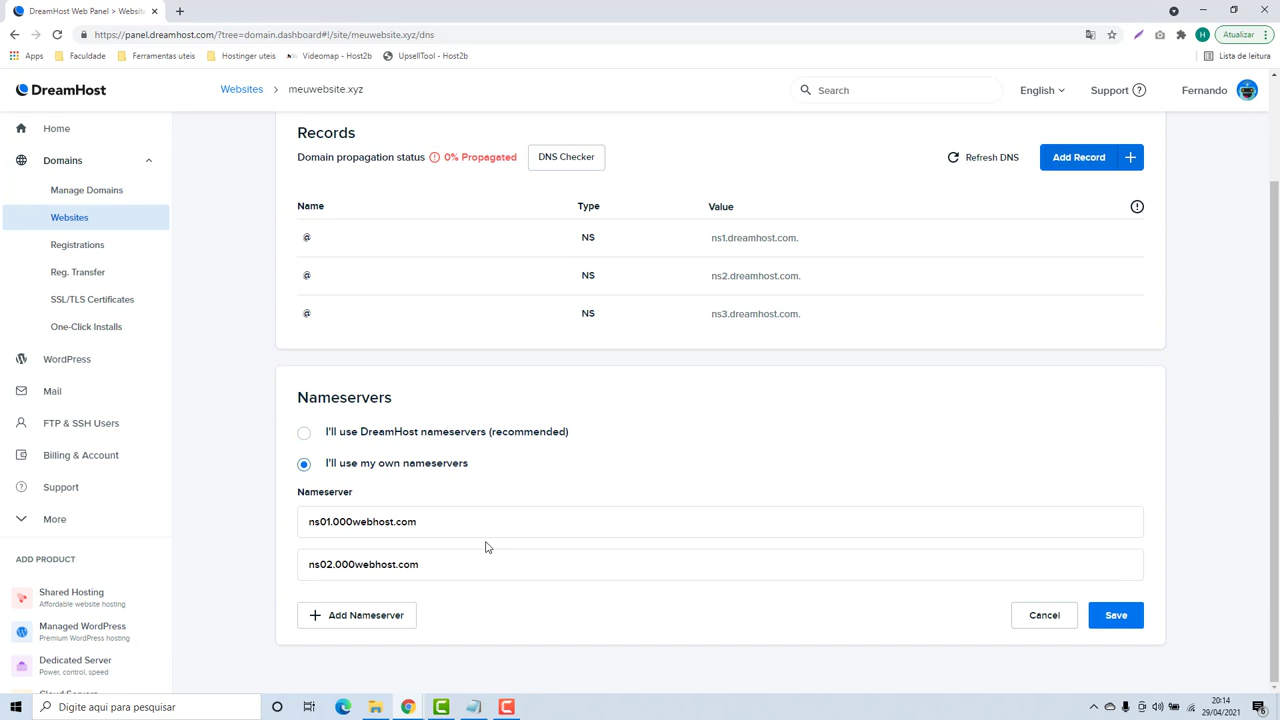 DreamHost Web Panel > Website
https://panel.dreamhost.com/?tree=domain.dashboard#!/site/meuwebsite.xyz/dns
H
Atualizar
Apps
Faculdade
Ferramentas uteis
Hostinger uteis
Videomap - Host2b
UpsellTool - Host2b
Lista de leitura
DreamHost
Websites > meuwebsite.xyz
Search
English
Support
Fernando
Home
Domains
Manage Domains
Websites
Registrations
Reg. Transfer
SSL/TLS Certificates
One-Click Installs
WordPress
Mail
FTP & SSH Users
Billing & Account
Support
More
ADD PRODUCT
Shared Hosting
Affordable website hosting
Managed WordPress
Premium WordPress hosting
Dedicated Server
Power, control, speed
Records
Domain propagation status 0% Propagated
DNS Checker
Refresh DNS
Add Record +
Name Type Value
@ NS ns1.dreamhost.com.
@ NS ns2.dreamhost.com.
@ NS ns3.dreamhost.com.
Nameservers
I'll use DreamHost nameservers (recommended)
I'll use my own nameservers
Nameserver
ns01.000webhost.com
ns02.000webhost.com
+ Add Nameserver
Cancel
Save
Digite aqui para pesquisar
20:14
29/04/2021
6